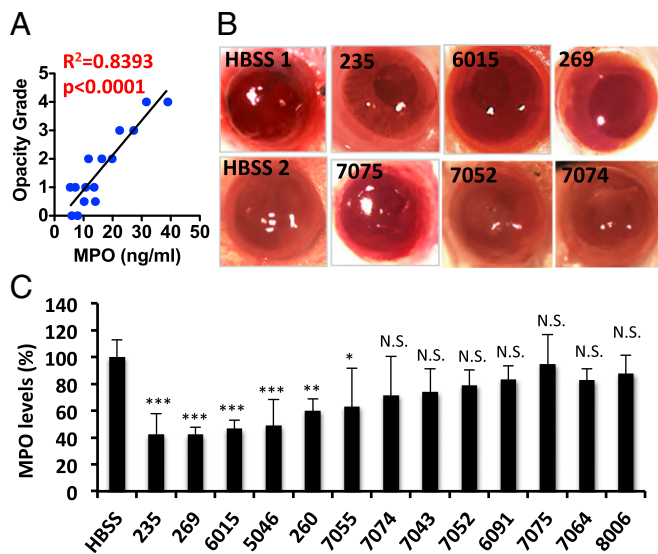 A
R²=0.8393
p<0.0001
5
4
3
2
1
0
Opacity Grade
0 10 20 30 40 50
MPO (ng/ml)
B
HBSS 1 235 6015 269
HBSS 2 7075 7052 7074
C
140
120
100
80
60
40
20
0
MPO levels (%)
*** *** *** *** ** * N.S. N.S. N.S. N.S. N.S. N.S. N.S.
HBSS 235 269 6015 5046 260 7055 7074 7043 7052 6091 7075 7064 8006